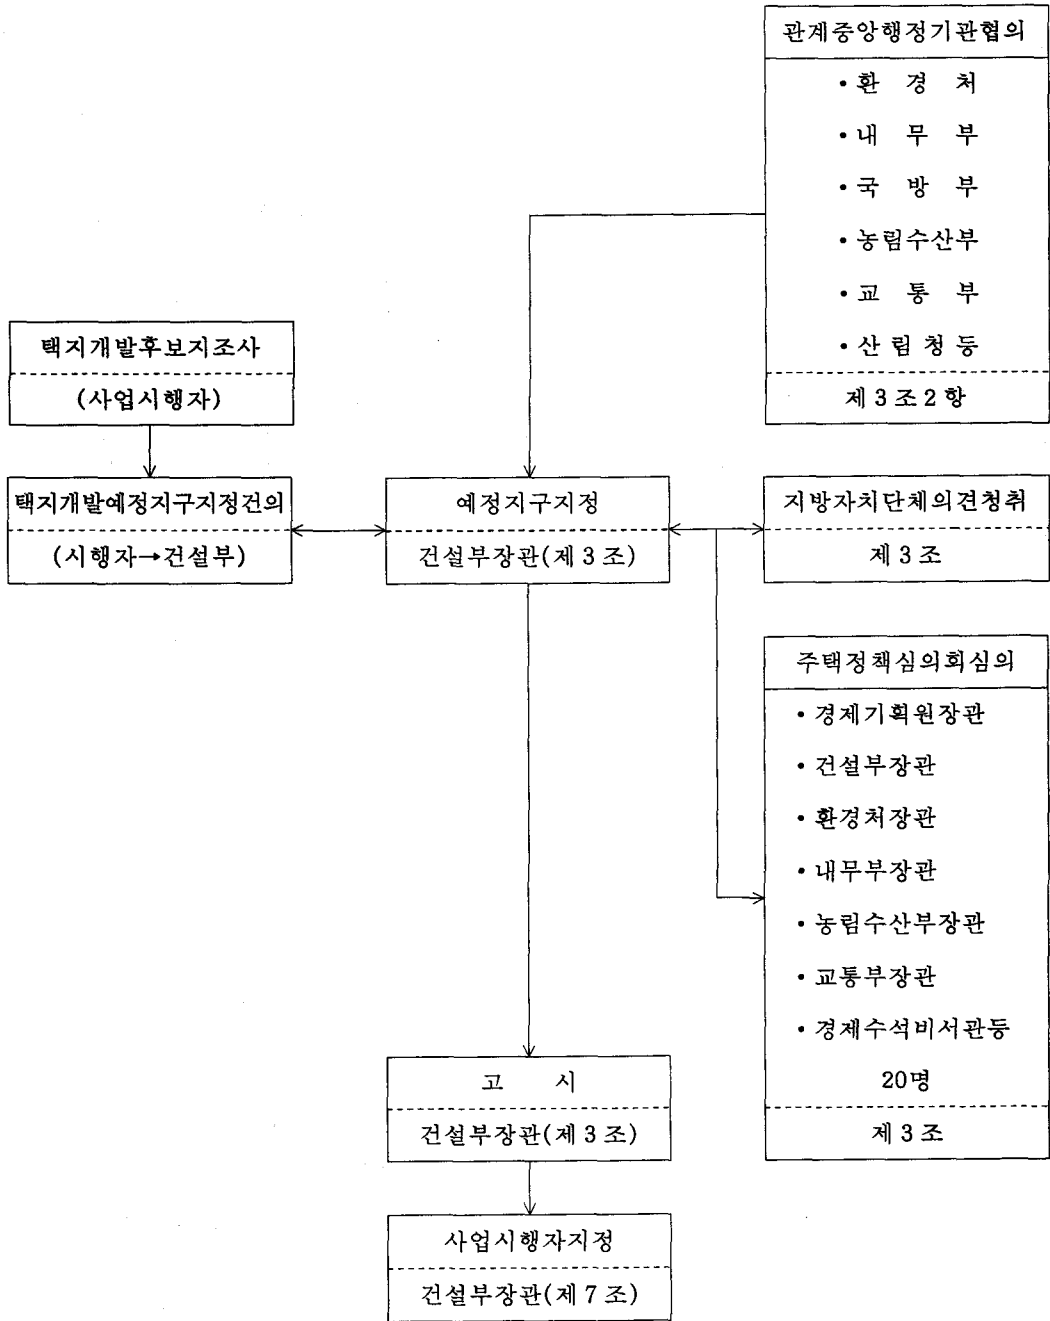 관계중앙행정기관협의
• 환 경 처
• 내 무 부
• 국 방 부
• 농림수산부
• 교 통 부
• 산림청등
제3조2항
택지개발후보지조사
(사업시행자)
택지개발예정지구지정건의
(시행자→건설부)
예정지구지정
건설부장관(제3조)
지방자치단체의견청취
제3조
주택정책심의회심의
• 경제기획원장관
• 건설부장관
• 환경처장관
• 내무부장관
• 농림수산부장관
• 교통부장관
• 경제수석비서관등
20명
제3조
고 시
건설부장관(제3조)
사업시행자지정
건설부장관(제7조)